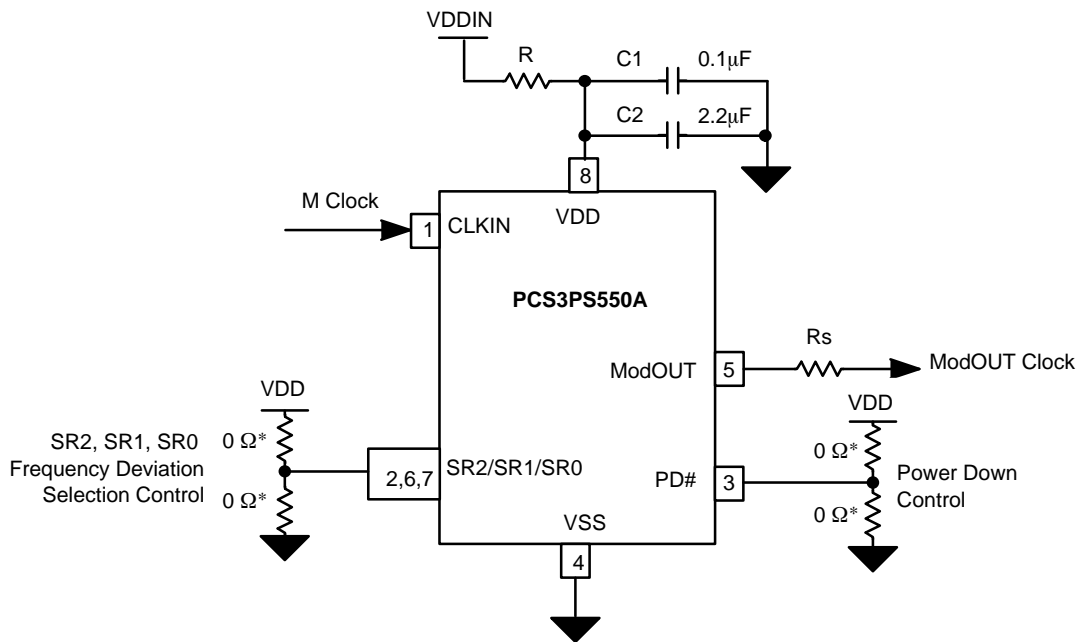 VDDIN
R
C1
0.1μF
C2
2.2μF
8
VDD
M Clock
1
CLKIN
PCS3PS550A
Rs
ModOUT
5
ModOUT Clock
VDD
VDD
SR2, SR1, SR0
Frequency Deviation
Selection Control
0 Ω*
0 Ω*
2,6,7
SR2/SR1/SR0
PD#
3
0 Ω*
0 Ω*
Power Down
Control
VSS
4